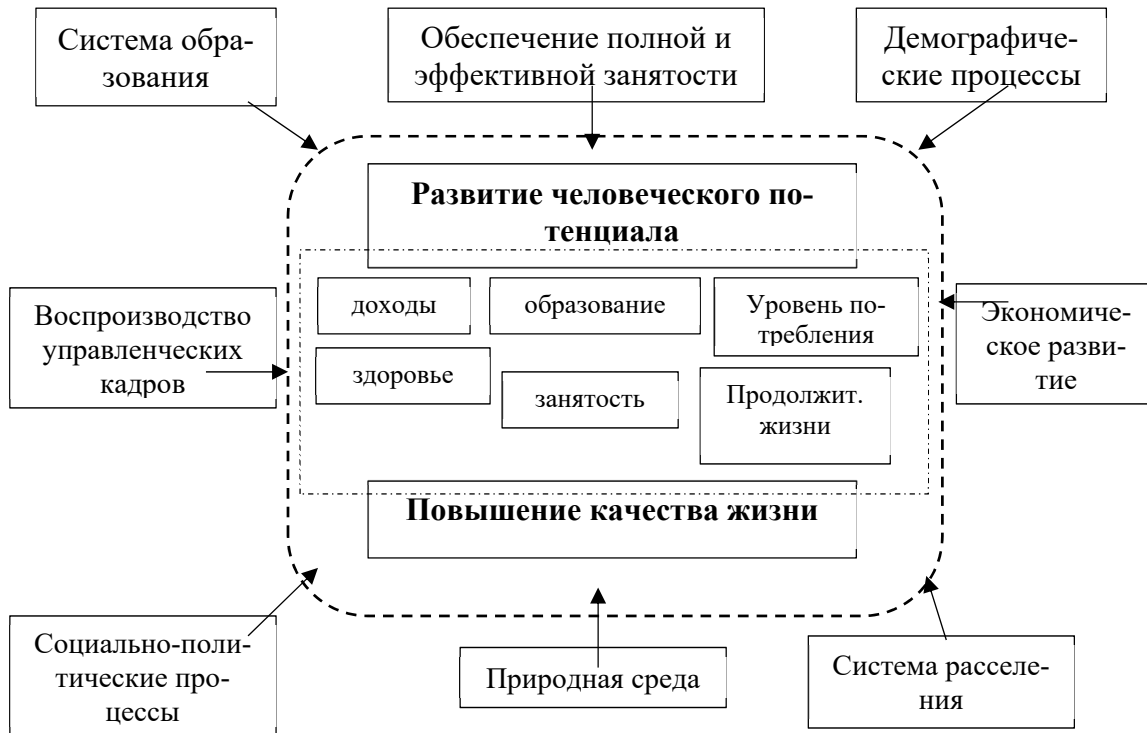 Система обра-
зования
Обеспечение полной и
эффективной занятости
Демографиче-
ские процессы
Развитие человеческого по-
тенциала
доходы
образование
Уровень по-
требления
Воспроизводство
управленческих
кадров
Экономиче-
ское разви-
тие
здоровье
занятость
Продолжит.
жизни
Повышение качества жизни
Социально-поли-
тические про-
цессы
Природная среда
Система расселе-
ния